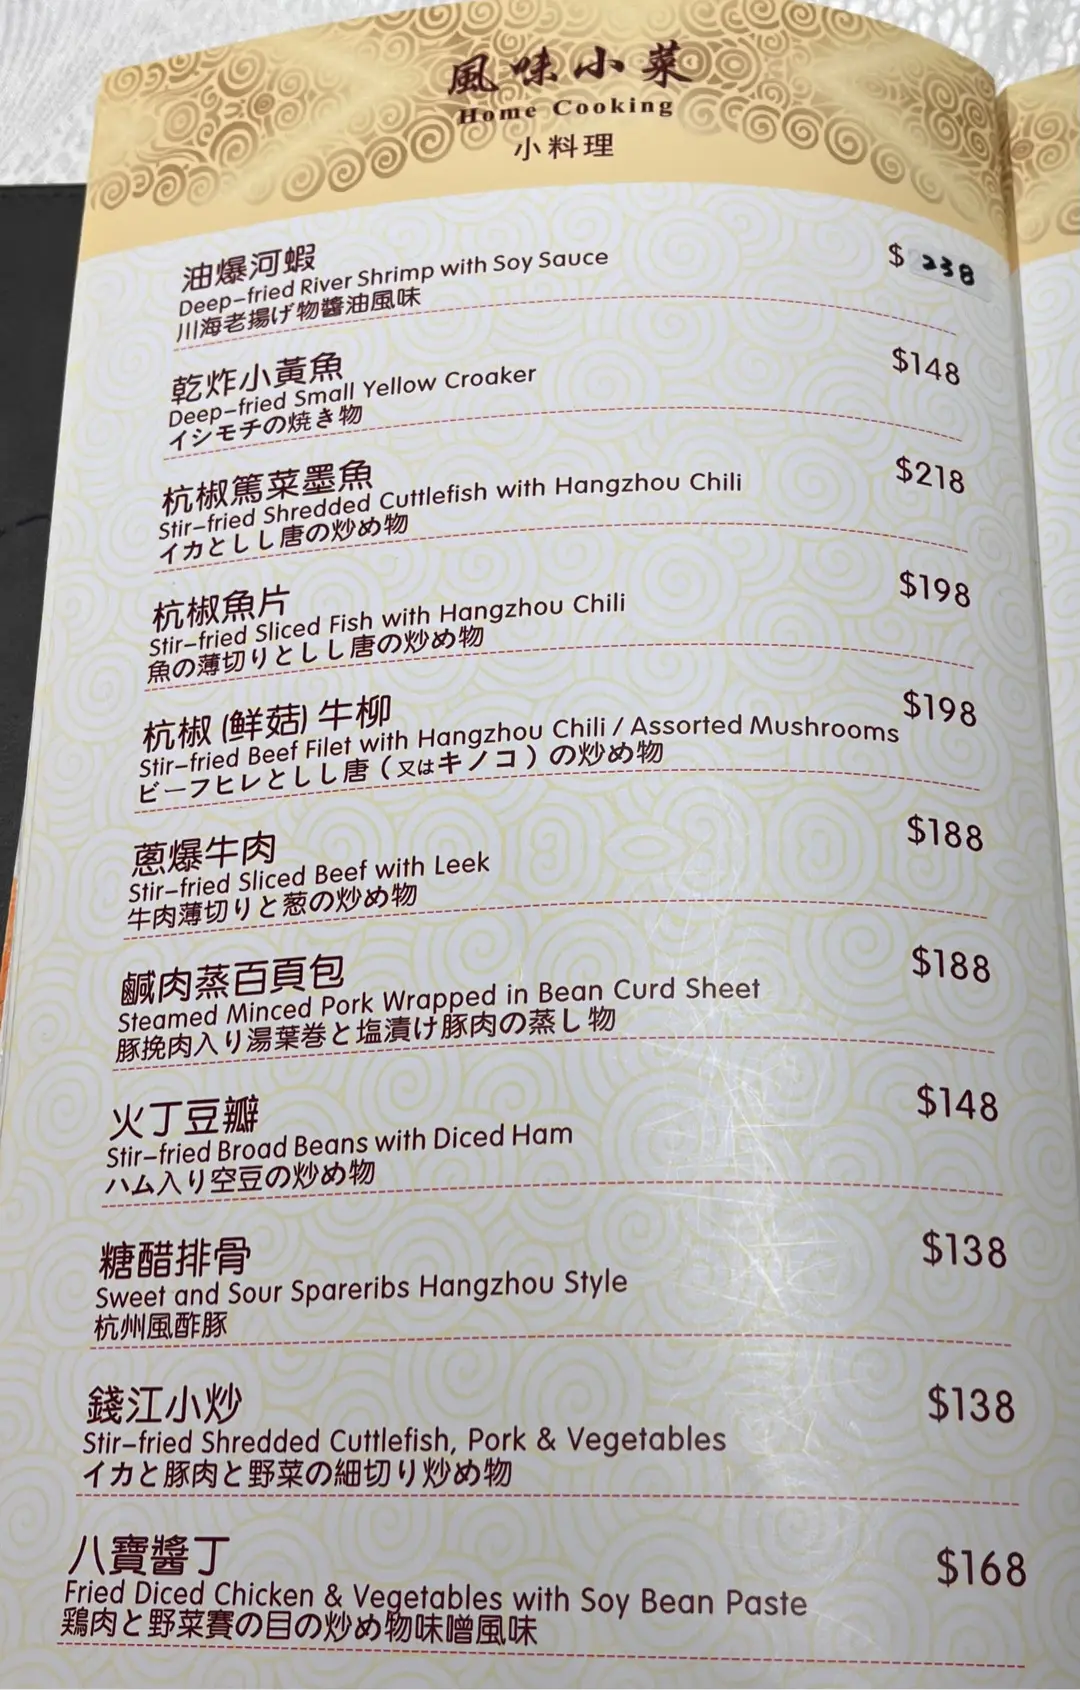 風味小菜
Home Cooking
小料理
油爆河蝦
$ 238
Deep-fried River Shrimp with Soy Sauce
川海老揚げ物醬油風味
乾炸小黃魚
$148
Deep-fried Small Yellow Croaker
イシモチの焼き物
杭椒篤菜墨魚
$218
Stir-fried Shredded Cuttlefish with Hangzhou Chili
イカとしし唐の炒め物
杭椒魚片
$198
Stir-fried Sliced Fish with Hangzhou Chili
魚の薄切りとしし唐の炒め物
杭椒 (鮮菇) 牛柳
$198
Stir-fried Beef Filet with Hangzhou Chili / Assorted Mushrooms
ビーフヒレとしし唐(又はキノコ)の炒め物
蔥爆牛肉
$188
Stir-fried Sliced Beef with Leek
牛肉薄切りと葱の炒め物
鹹肉蒸百頁包
$188
Steamed Minced Pork Wrapped in Bean Curd Sheet
豚挽肉入り湯葉巻と塩漬け豚肉の蒸し物
火丁豆瓣
$148
Stir-fried Broad Beans with Diced Ham
ハム入り空豆の炒め物
糖醋排骨
$138
Sweet and Sour Spareribs Hangzhou Style
杭州風酢豚
錢江小炒
$138
Stir-fried Shredded Cuttlefish, Pork & Vegetables
イカと豚肉と野菜の細切り炒め物
八寶醬丁
$168
Fried Diced Chicken & Vegetables with Soy Bean Paste
鶏肉と野菜賽の目の炒め物味噌風味